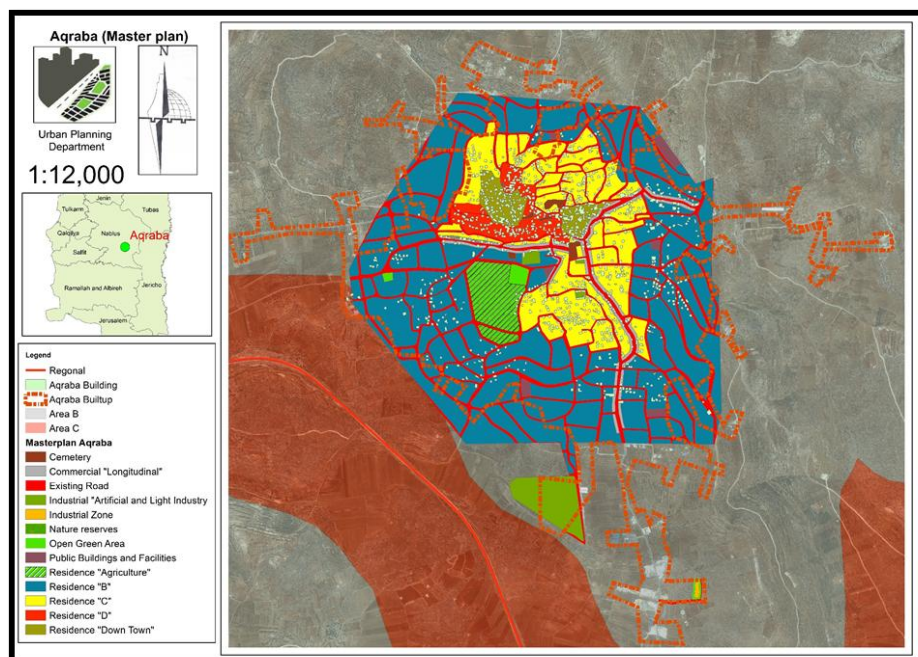 Aqraba (Master plan)
N
Urban Planning
Department
1:12,000
Jenin
Tulkarm
Tubas
Qalqilya
Nablus
Aqraba
Salfit
Ramallah and Albireh
Jericho
Jerusalem
Legend
Regonal
Aqraba Building
Aqraba Builtup
Area B
Area C
Masterplan Aqraba
Cemetery
Commercial "Longitudinal"
Existing Road
Industrial "Artificial and Light Industry
Industrial Zone
Nature reserves
Open Green Area
Public Buildings and Facilities
Residence "Agriculture"
Residence "B"
Residence "C"
Residence "D"
Residence "Down Town"